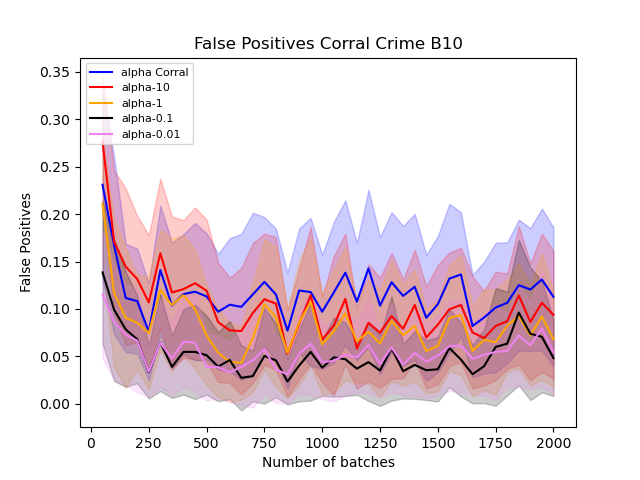 False Positives Corral Crime B10
alpha Corral
alpha-10
alpha-1
alpha-0.1
alpha-0.01
0.35
0.30
0.25
0.20
0.15
0.10
0.05
0.00
False Positives
0 250 500 750 1000 1250 1500 1750 2000
Number of batches